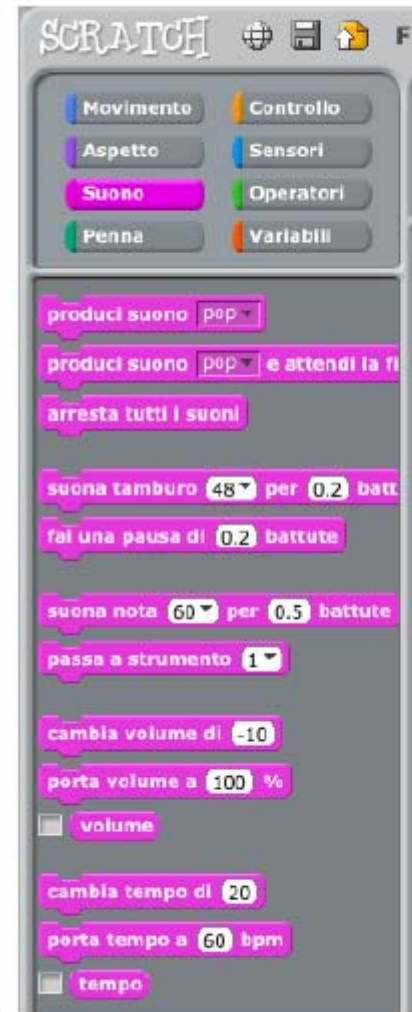 SCRATCH F
Movimento Controllo
Aspetto Sensori
Suono Operatori
Penna Variabili
produci suono pop
produci suono pop e attendi la fi
arresta tutti i suoni
suona tamburo 48 per 0.2 batt
fai una pausa di 0.2 battute
suona nota 60 per 0.5 battute
passa a strumento 1
cambia volume di -10
porta volume a 100 %
volume
cambia tempo di 20
porta tempo a 60 bpm
tempo